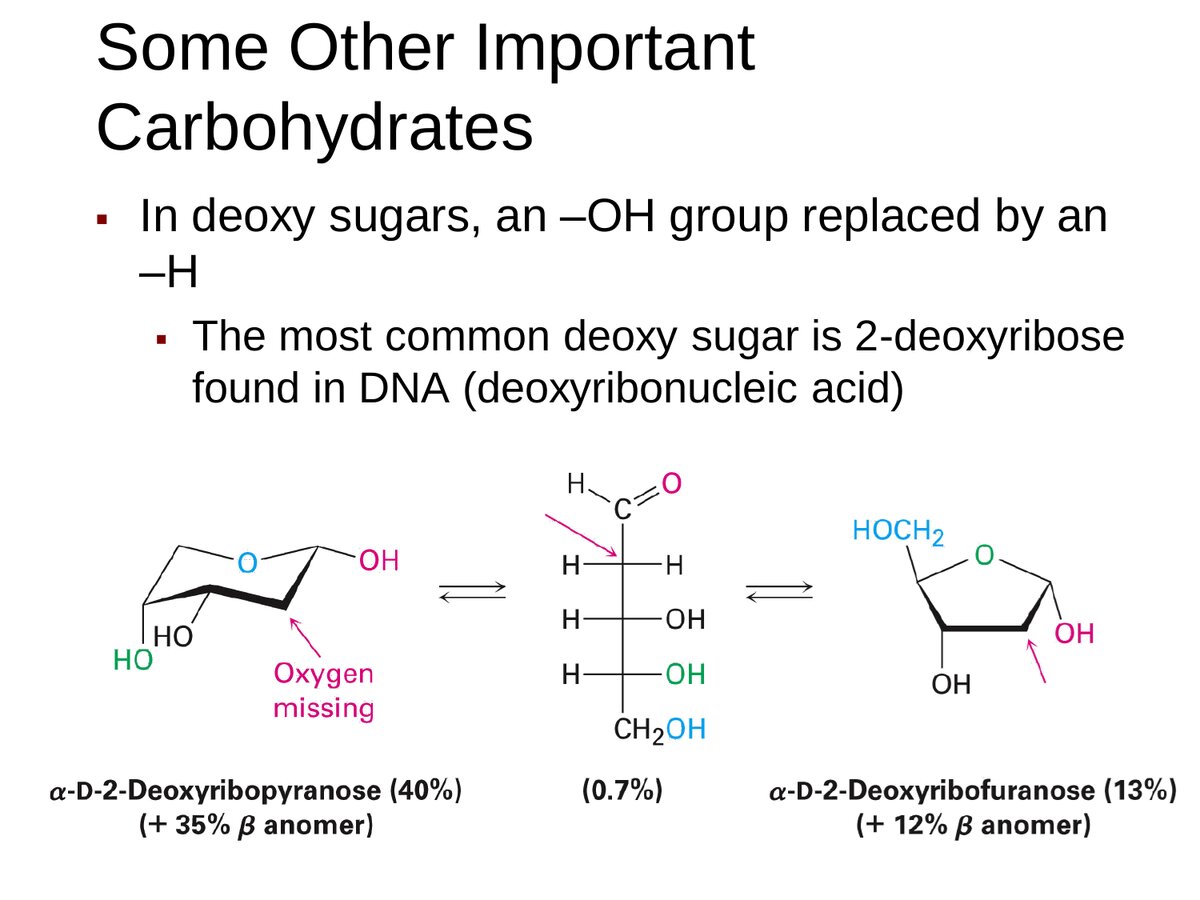 Some Other Important
Carbohydrates
▪ In deoxy sugars, an –OH group replaced by an
–H
▪ The most common deoxy sugar is 2-deoxyribose
found in DNA (deoxyribonucleic acid)
O
OH
HO
HO
Oxygen
missing
H
O
C
H H
H OH
H OH
CH₂OH
HOCH₂
O
OH
OH
α-D-2-Deoxyribopyranose (40%)
(+ 35% β anomer)
(0.7%)
α-D-2-Deoxyribofuranose (13%)
(+ 12% β anomer)